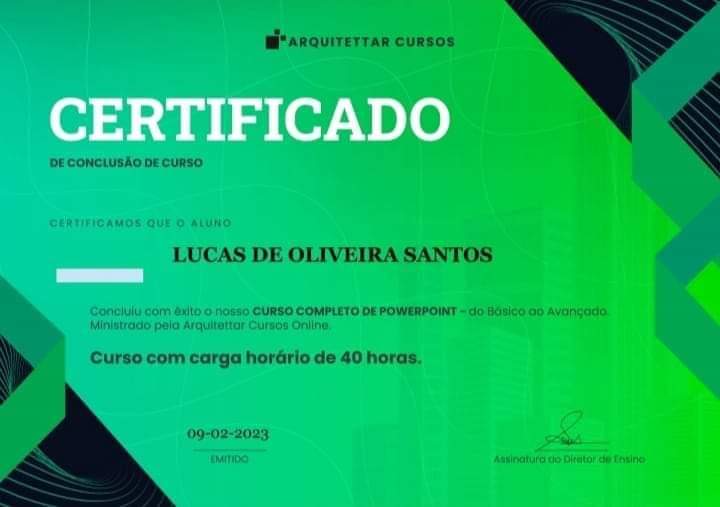 ARQUITETTAR CURSOS
CERTIFICADO
DE CONCLUSÃO DE CURSO
CERTIFICAMOS QUE O ALUNO
LUCAS DE OLIVEIRA SANTOS
Concluiu com êxito o nosso CURSO COMPLETO DE POWERPOINT - do Básico ao Avançado.
Ministrado pela Arquitettar Cursos Online.
Curso com carga horário de 40 horas.
09-02-2023
EMITIDO
Assinatura do Diretor de Ensino